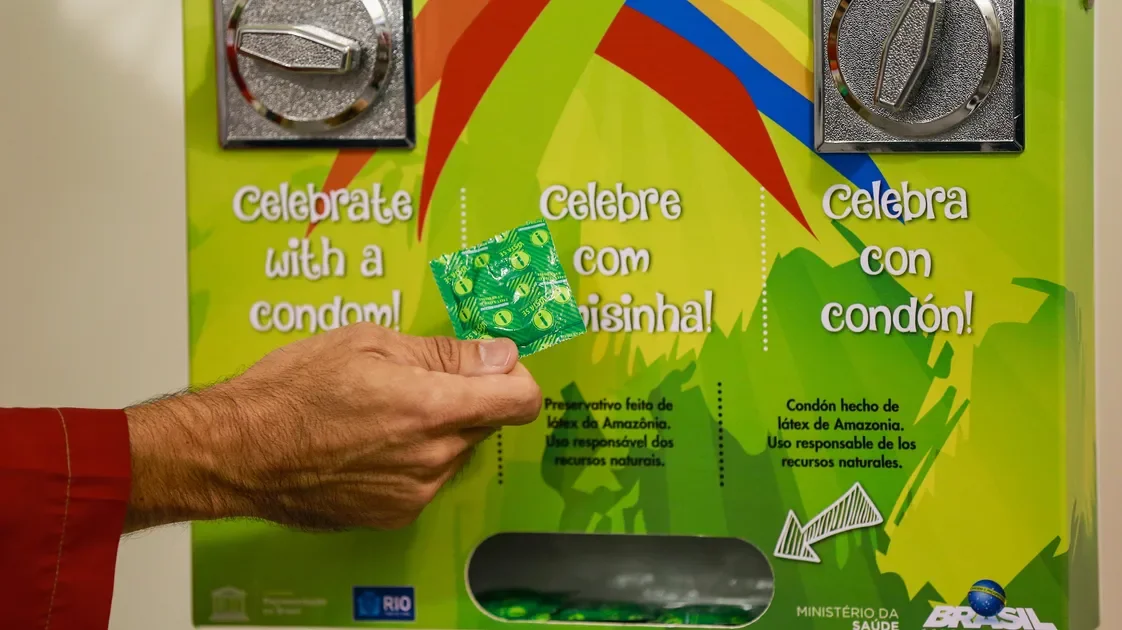 Celebrate
with a
condom!
Celebre
com
isinha!
Celebra
con
condón!
Preservativo feito de
látex da Amazônia.
Uso responsável dos
recursos naturais.
Condón hecho de
látex de Amazonia.
Uso responsable de los
recursos naturales.
RIO
MINISTÉRIO DA
SAÚDE
BRASIL